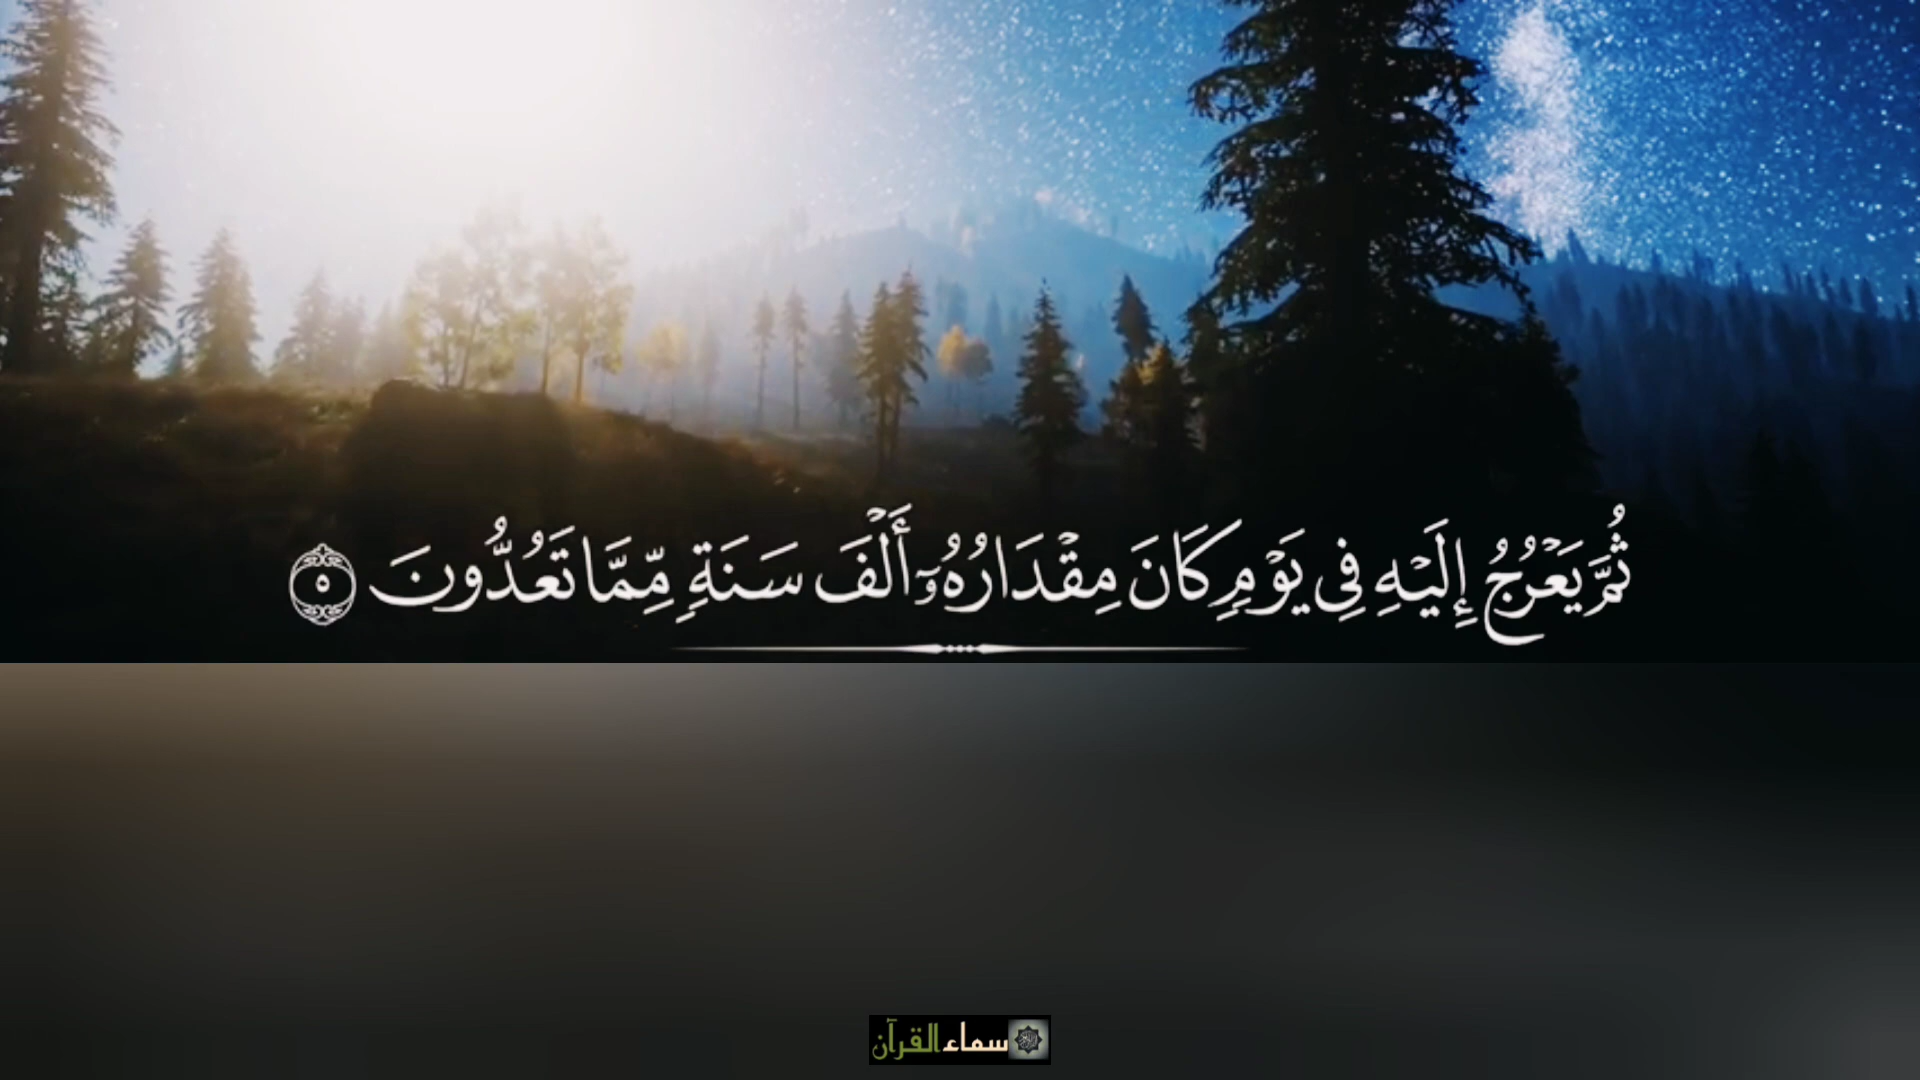 ثُمَّ يَعۡرُجُ إِلَيۡهِ فِي يَوۡمٖ كَانَ مِقۡدَارُهُۥٓ أَلۡفَ سَنَةٖ مِّمَّا تَعُدُّونَ ٥
سماء القرآن